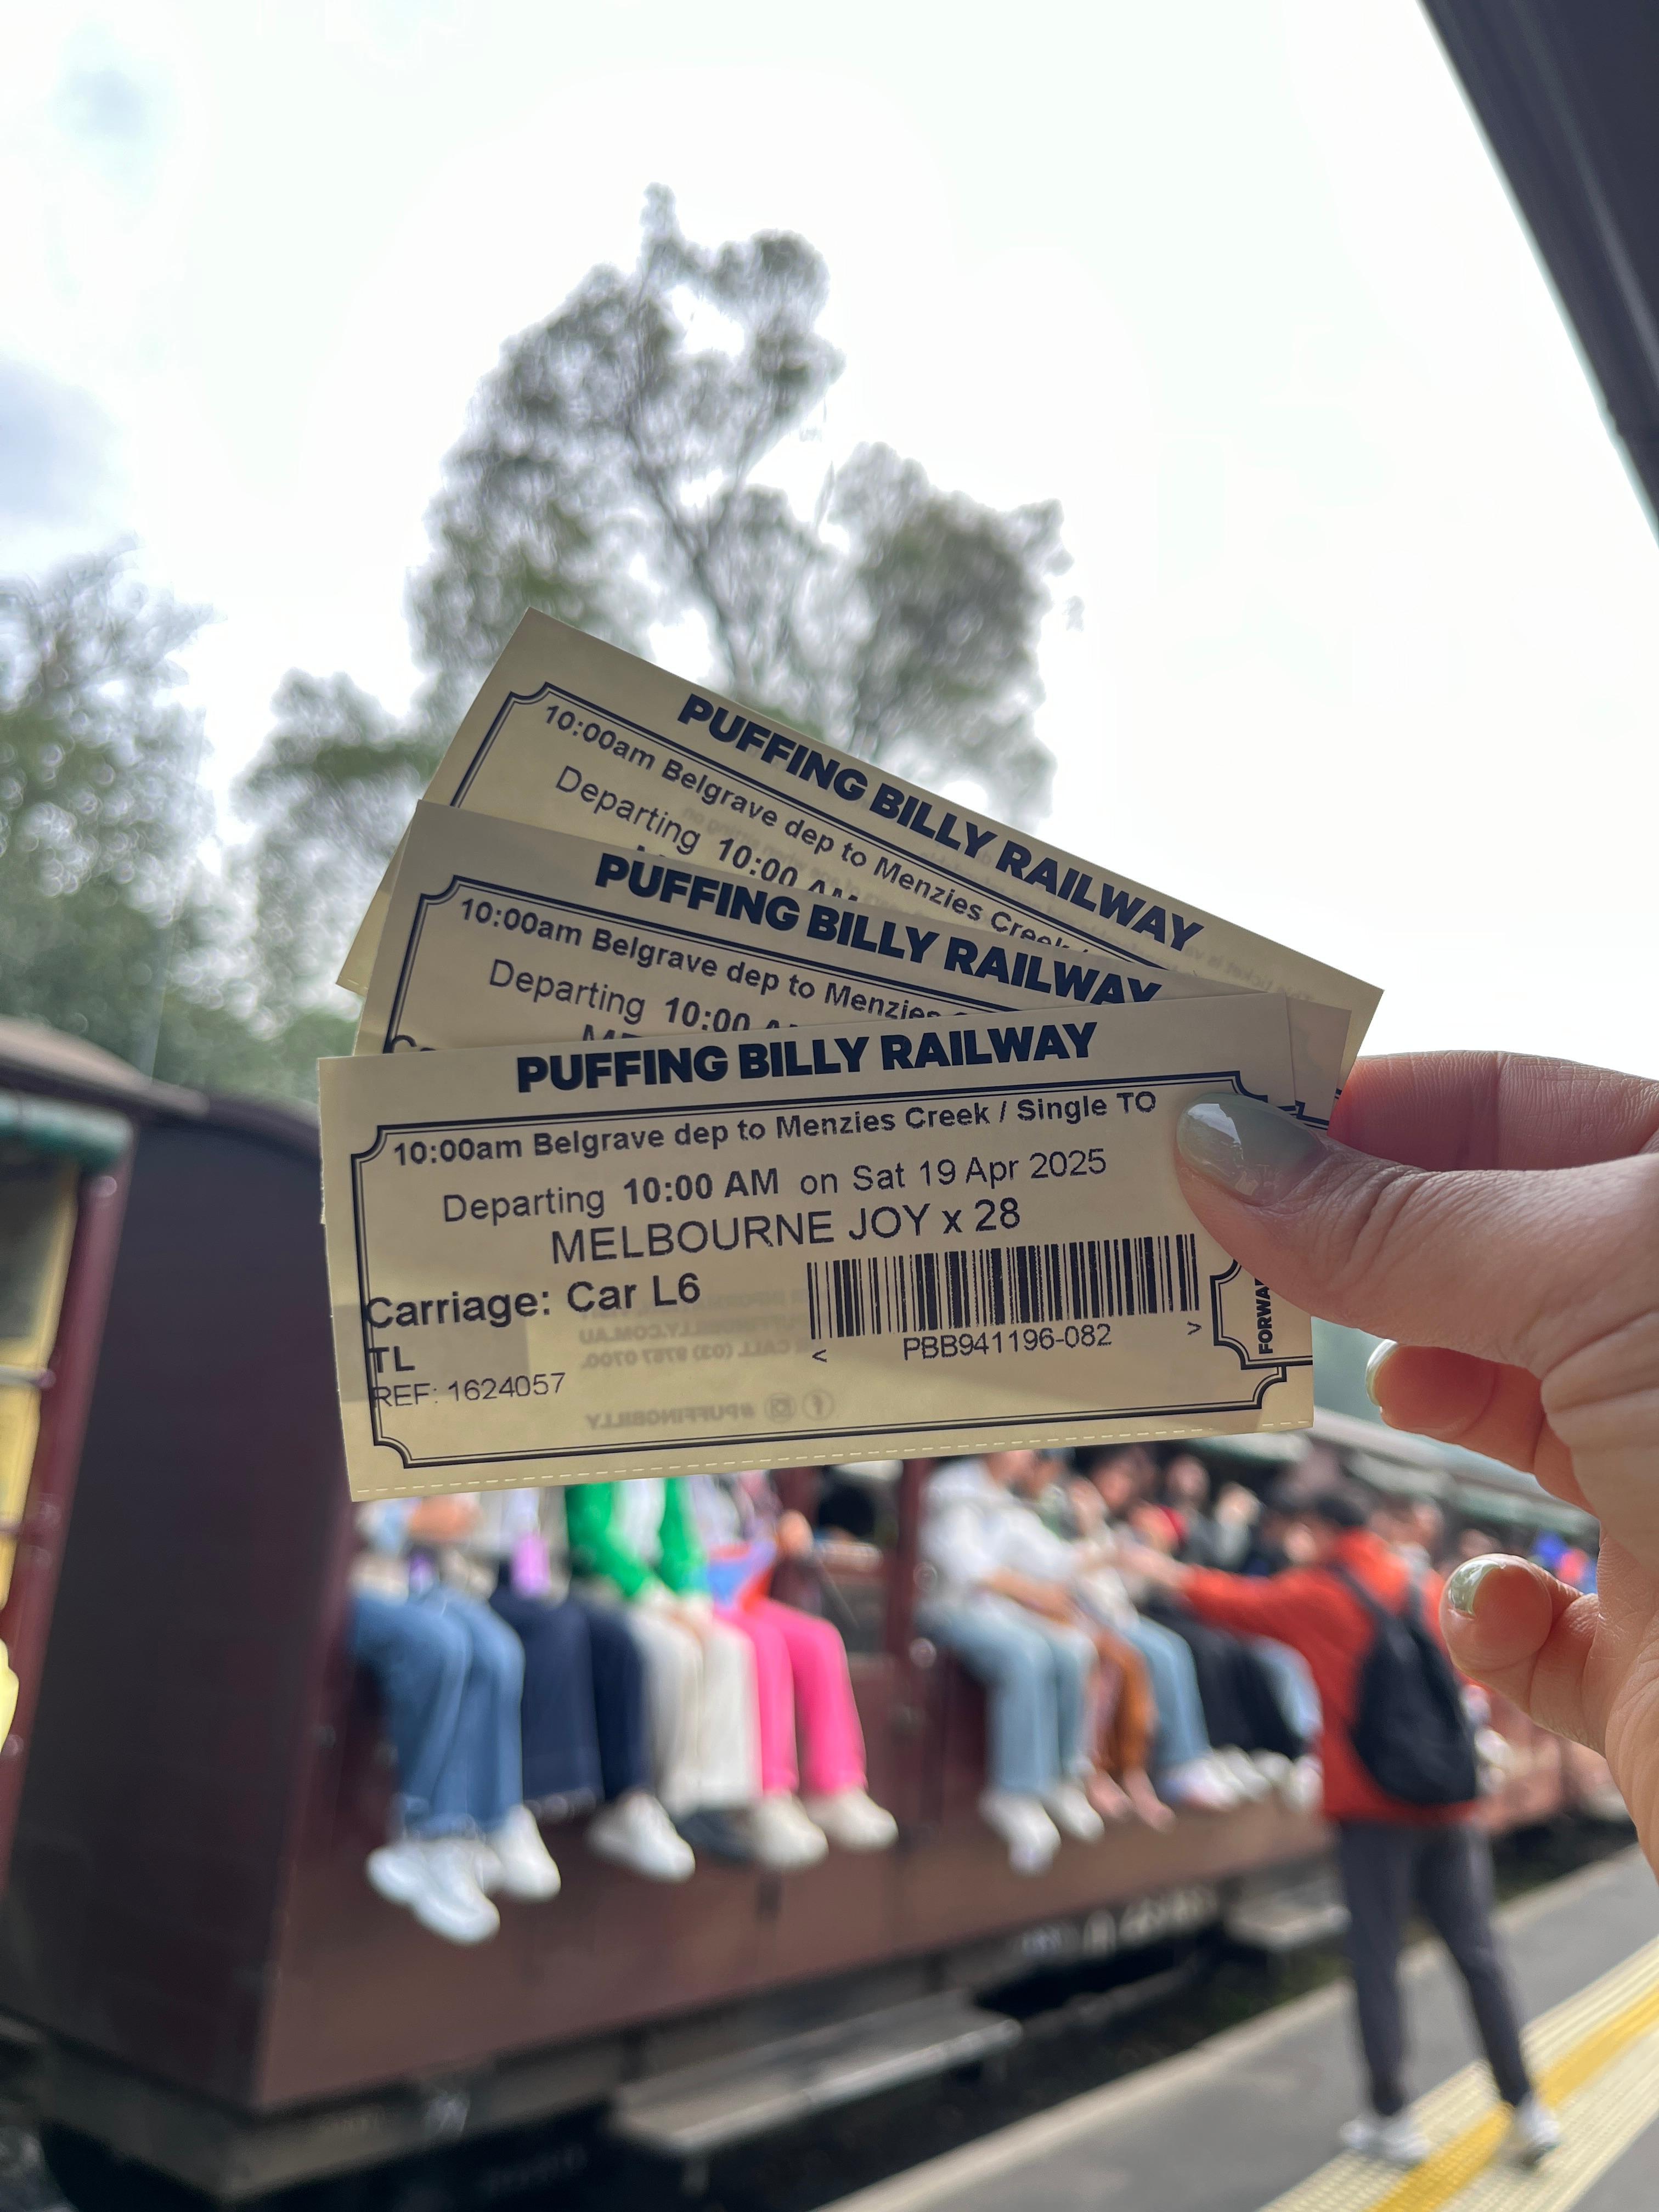 PUFFING BILLY RAILWAY
10:00am Belgrave dep to Menzies Creek /
Departing 10:00 AM
PUFFING BILLY RAILWAY
10:00am Belgrave dep to Menzies
Departing 10:00
PUFFING BILLY RAILWAY
10:00am Belgrave dep to Menzies Creek / Single TO
Departing 10:00 AM on Sat 19 Apr 2025
MELBOURNE JOY x 28
Carriage: Car L6
TL
REF: 1624057
< PBB941196-082 >
FORWA
#PUFFINGBILLY